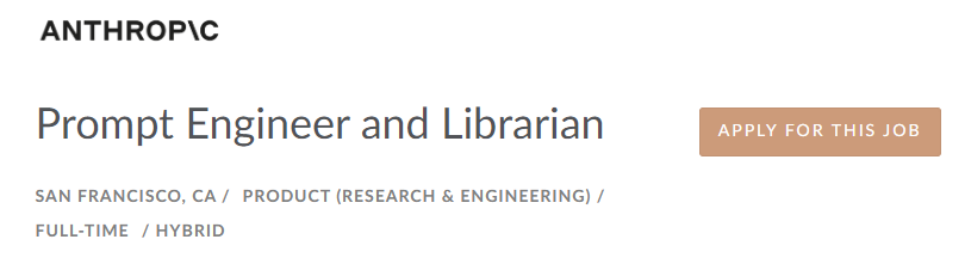 ANTHROP\C
Prompt Engineer and Librarian
APPLY FOR THIS JOB
SAN FRANCISCO, CA / PRODUCT (RESEARCH & ENGINEERING) /
FULL-TIME / HYBRID